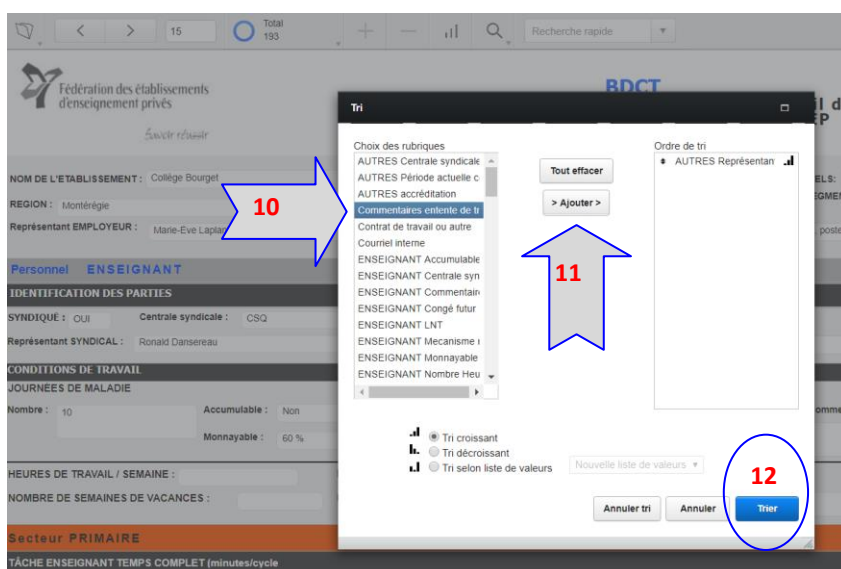 15
Total
193
Recherche rapide
Fédération des établissements
d'enseignement privés
Savoir réussir
BDCT
NOM DE L'ETABLISSEMENT : Collège Bourget
REGION : Montérégie
Représentant EMPLOYEUR : Marie-Eve Laplan
Personnel ENSEIGNANT
IDENTIFICATION DES PARTIES
SYNDIQUÉ : OUI Centrale syndicale : CSQ
Représentant SYNDICAL : Ronald Dansereau
CONDITIONS DE TRAVAIL
JOURNÉES DE MALADIE
Nombre : 10 Accumulable : Non
Monnayable : 60 %
HEURES DE TRAVAIL / SEMAINE :
NOMBRE DE SEMAINES DE VACANCES :
Secteur PRIMAIRE
TÂCHE ENSEIGNANT TEMPS COMPLET (minutes/cycle
Tri
Choix des rubriques
AUTRES Centrale syndicale
AUTRES Période actuelle c
AUTRES accréditation
Commentaires entente de tr
Contrat de travail ou autre
Courriel interne
ENSEIGNANT Accumulable
ENSEIGNANT Centrale syn
ENSEIGNANT Commentair
ENSEIGNANT Congé futur
ENSEIGNANT LNT
ENSEIGNANT Mecanisme
ENSEIGNANT Monnayable
ENSEIGNANT Nombre Heu
Tout effacer
> Ajouter >
Ordre de tri
AUTRES Représentan
Tri croissant
Tri décroissant
Tri selon liste de valeurs
Nouvelle liste de valeurs
Annuler tri
Annuler
Trier
10
11
12
il d
EP
ELS:
, poste